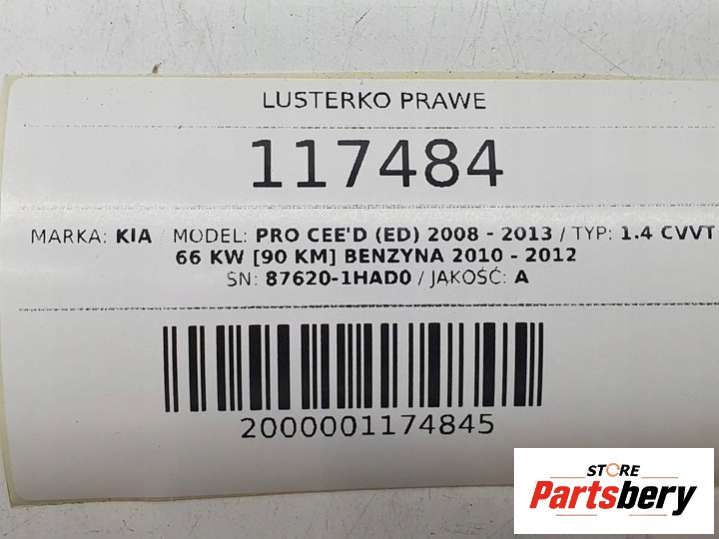 LUSTERKO PRAWE
117484
MARKA: KIA / MODEL: PRO CEE'D (ED) 2008 - 2013 / TYP: 1.4 CVVT
66 KW [90 KM] BENZYNA 2010 - 2012
SN: 87620-1HAD0 / JAKOŚĆ: A
2000001174845
STORE
Partsbery